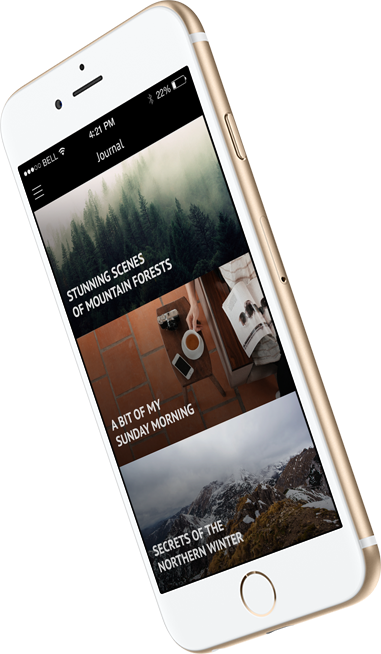 BELL 4:21 PM 22%
Journal
STUNNING SCENES
OF MOUNTAIN FORESTS
A BIT OF MY
SUNDAY MORNING
SECRETS OF THE
NORTHERN WINTER